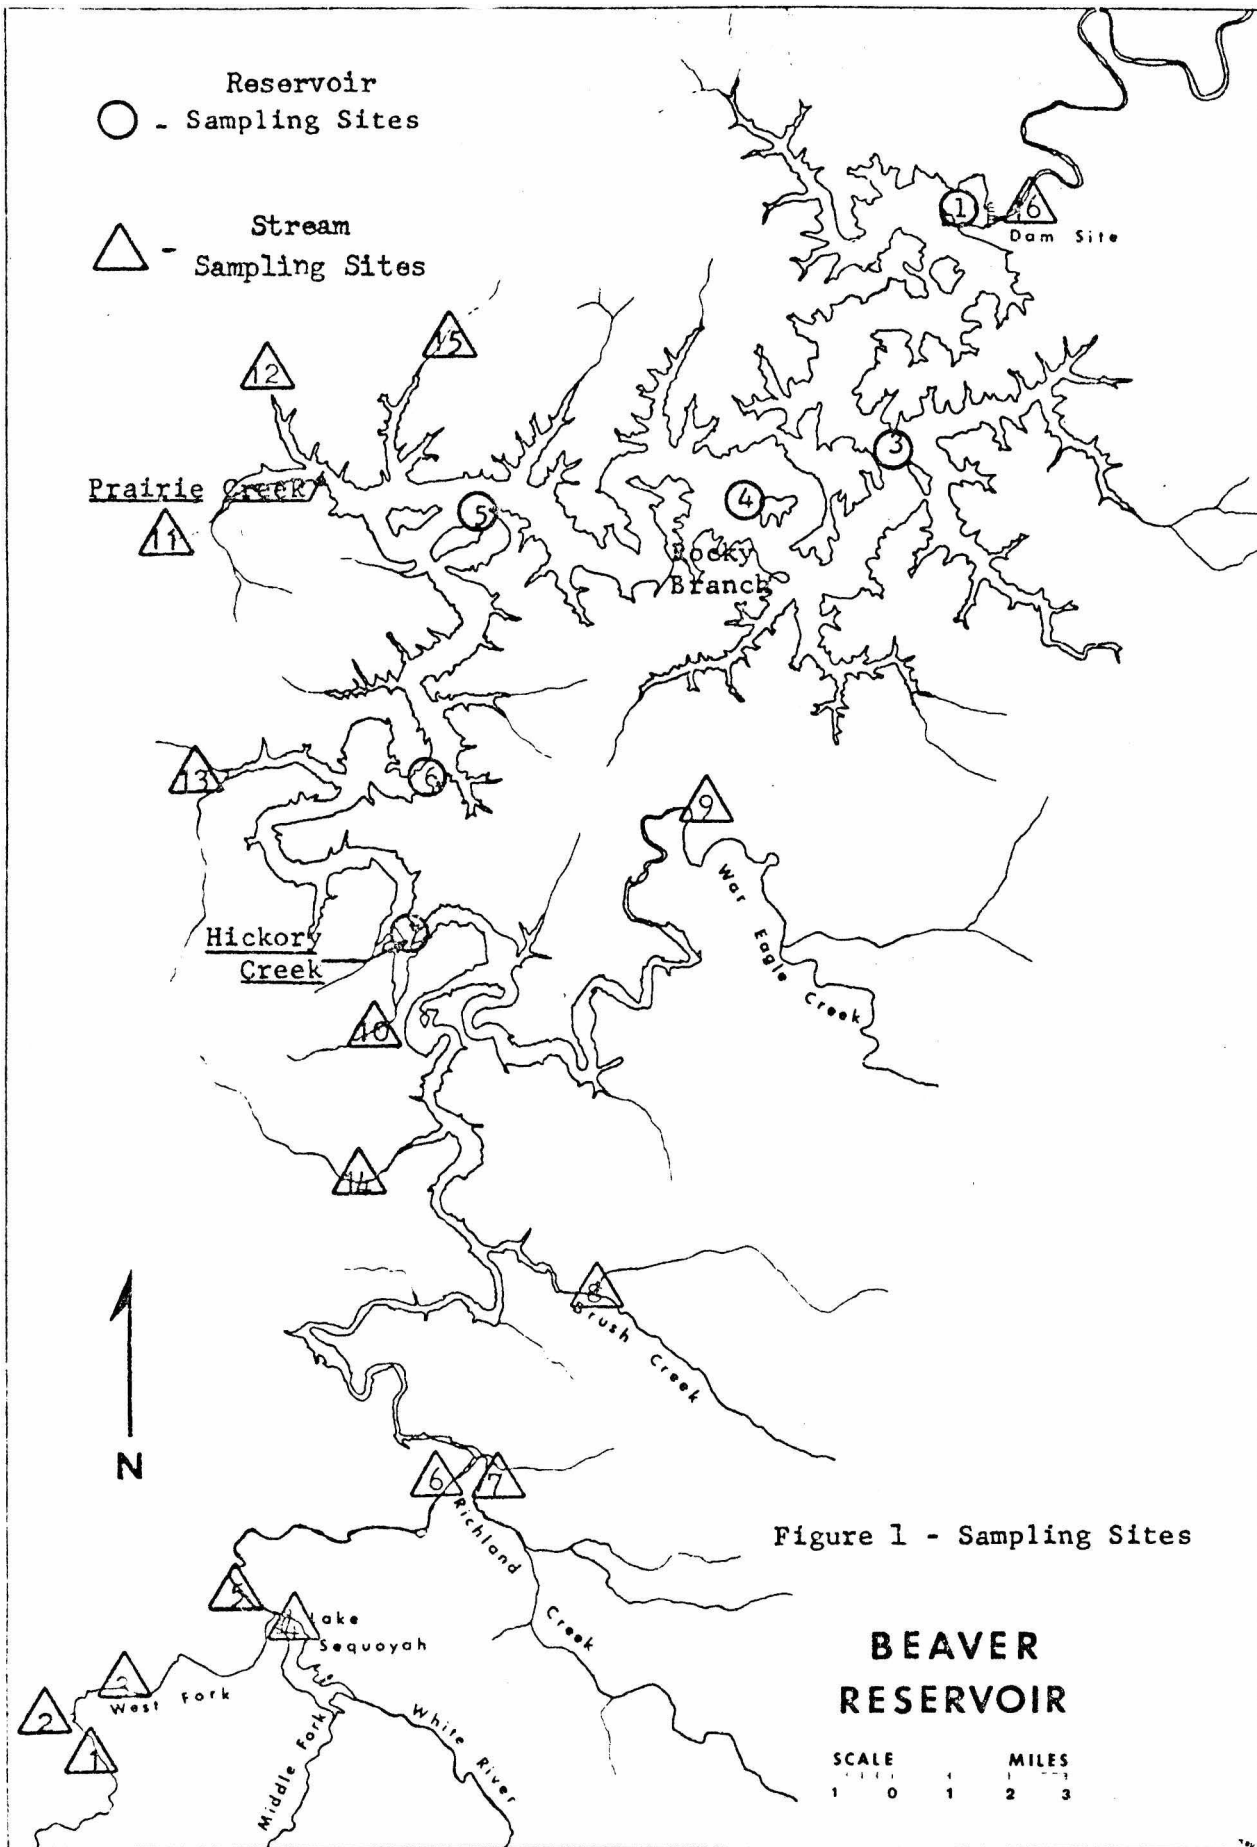 Reservoir
- Sampling Sites
Stream
- Sampling Sites
1
16
Dam Site
15
12
3
Prairie Creek
4
5
11
Rocky
Branch
6
13
9
War Eagle Creek
Hickory
Creek
10
14
8
Brush Creek
N
6
7
Richland Creek
Figure 1 - Sampling Sites
5
4
Lake
Sequoyah
3
West Fork
2
1
Middle Fork
White River
BEAVER
RESERVOIR
SCALE MILES
1 0 1 2 3